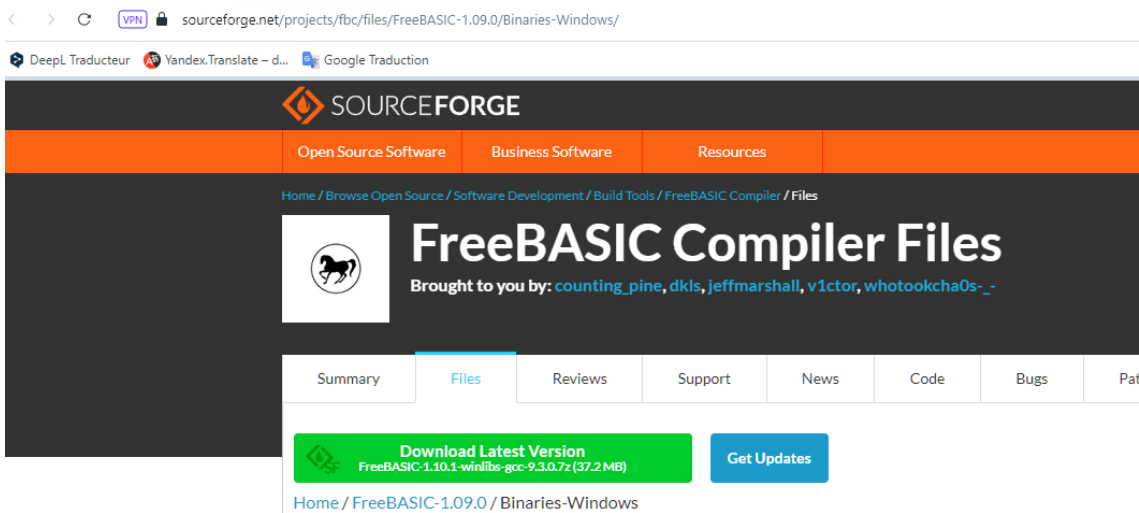 VPN sourceforge.net/projects/fbc/files/FreeBASIC-1.09.0/Binaries-Windows/
DeepL Traducteur Yandex.Translate – d... Google Traduction
SOURCEFORGE
Open Source Software Business Software Resources
Home / Browse Open Source / Software Development / Build Tools / FreeBASIC Compiler / Files
FreeBASIC Compiler Files
Brought to you by: counting_pine, dkls, jeffmarshall, v1ctor, whotookcha0s-_-
Summary Files Reviews Support News Code Bugs Pat
Download Latest Version
SF FreeBASIC-1.10.1-winlibs-gcc-9.3.0.7z (37.2 MB)
Get Updates
Home / FreeBASIC-1.09.0 / Binaries-Windows